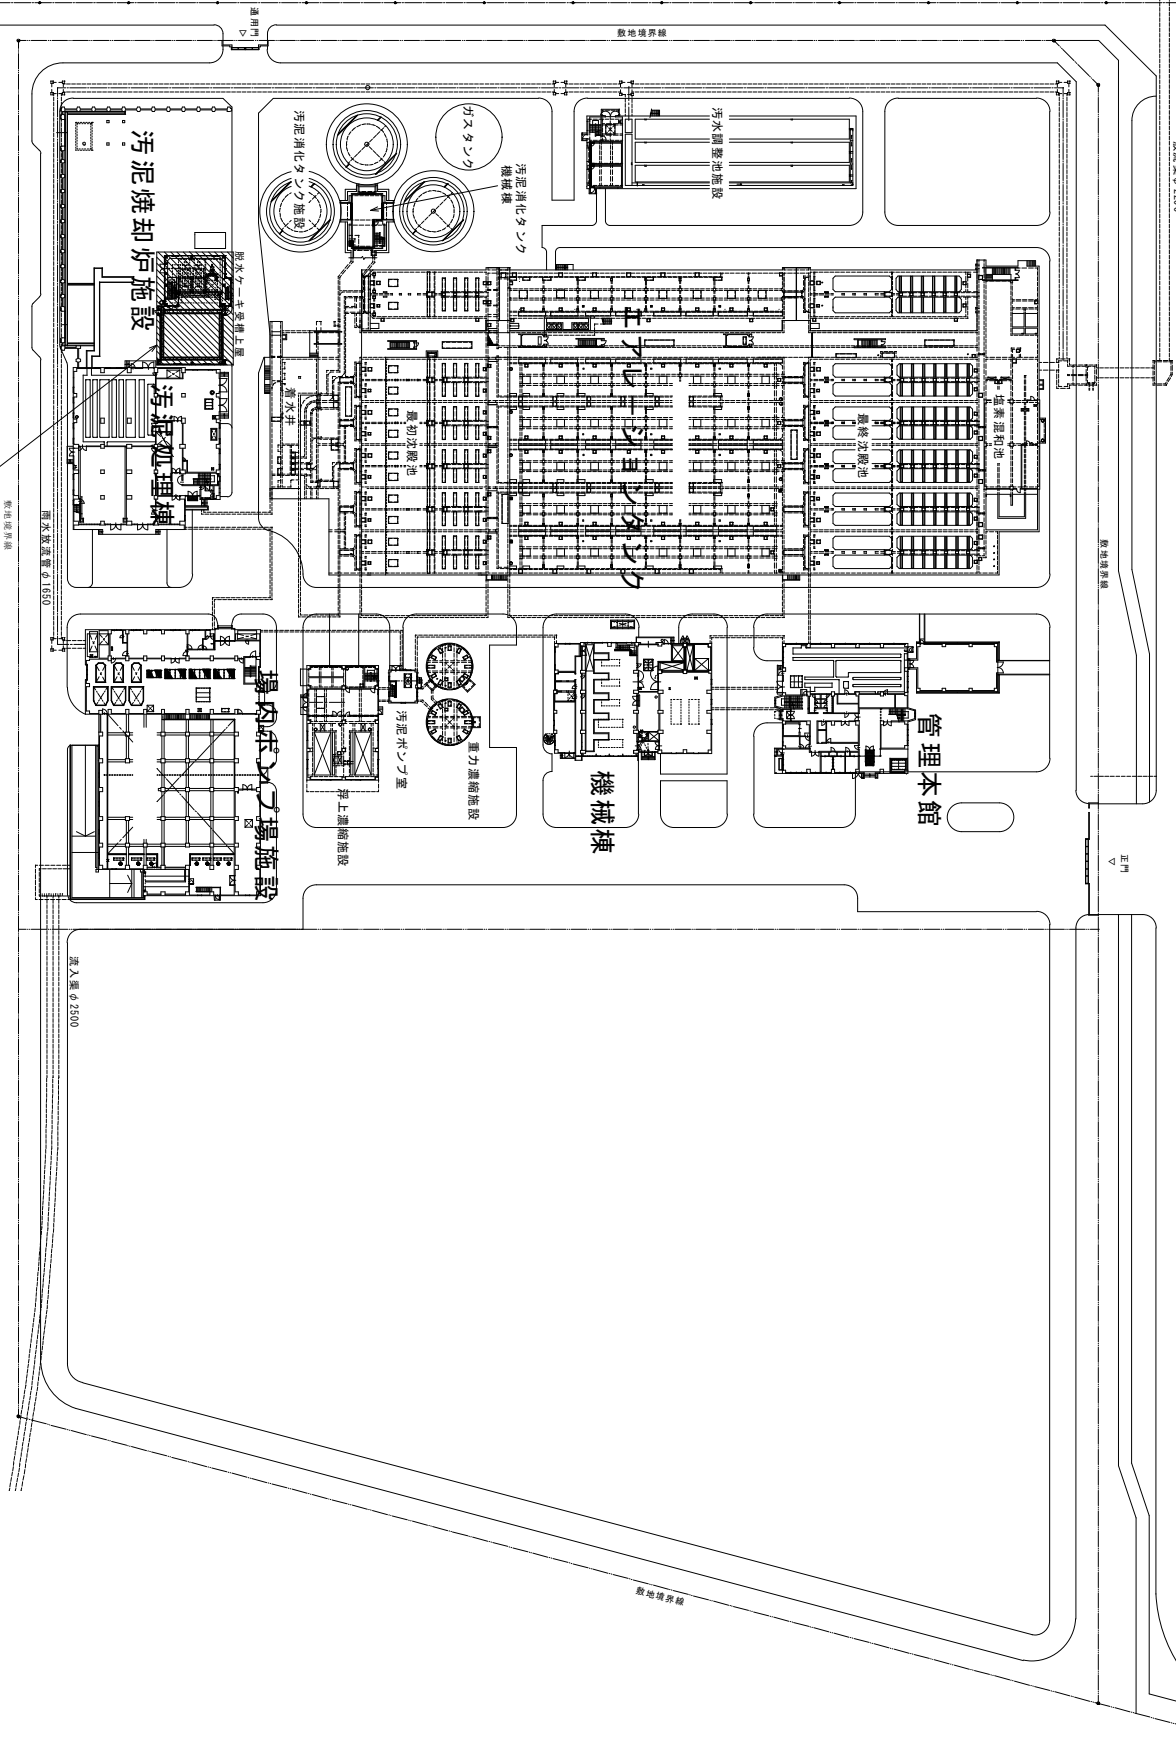 通用門
敷地境界線
汚泥焼却炉施設
汚泥消化タンク施設
ガスタンク
汚泥消化タンク
機械棟
汚水調整池施設
脱水ケーキ受槽上屋
汚泥処理棟
着水井
最初沈殿池
エアレーションタンク
最終沈殿池
塩素混和池
敷地境界線
雨水放流管φ1650
敷地境界線
場内ポンプ場施設
汚泥ポンプ室
重力濃縮施設
浮上濃縮施設
機械棟
管理本館
正門
流入渠φ2500
敷地境界線